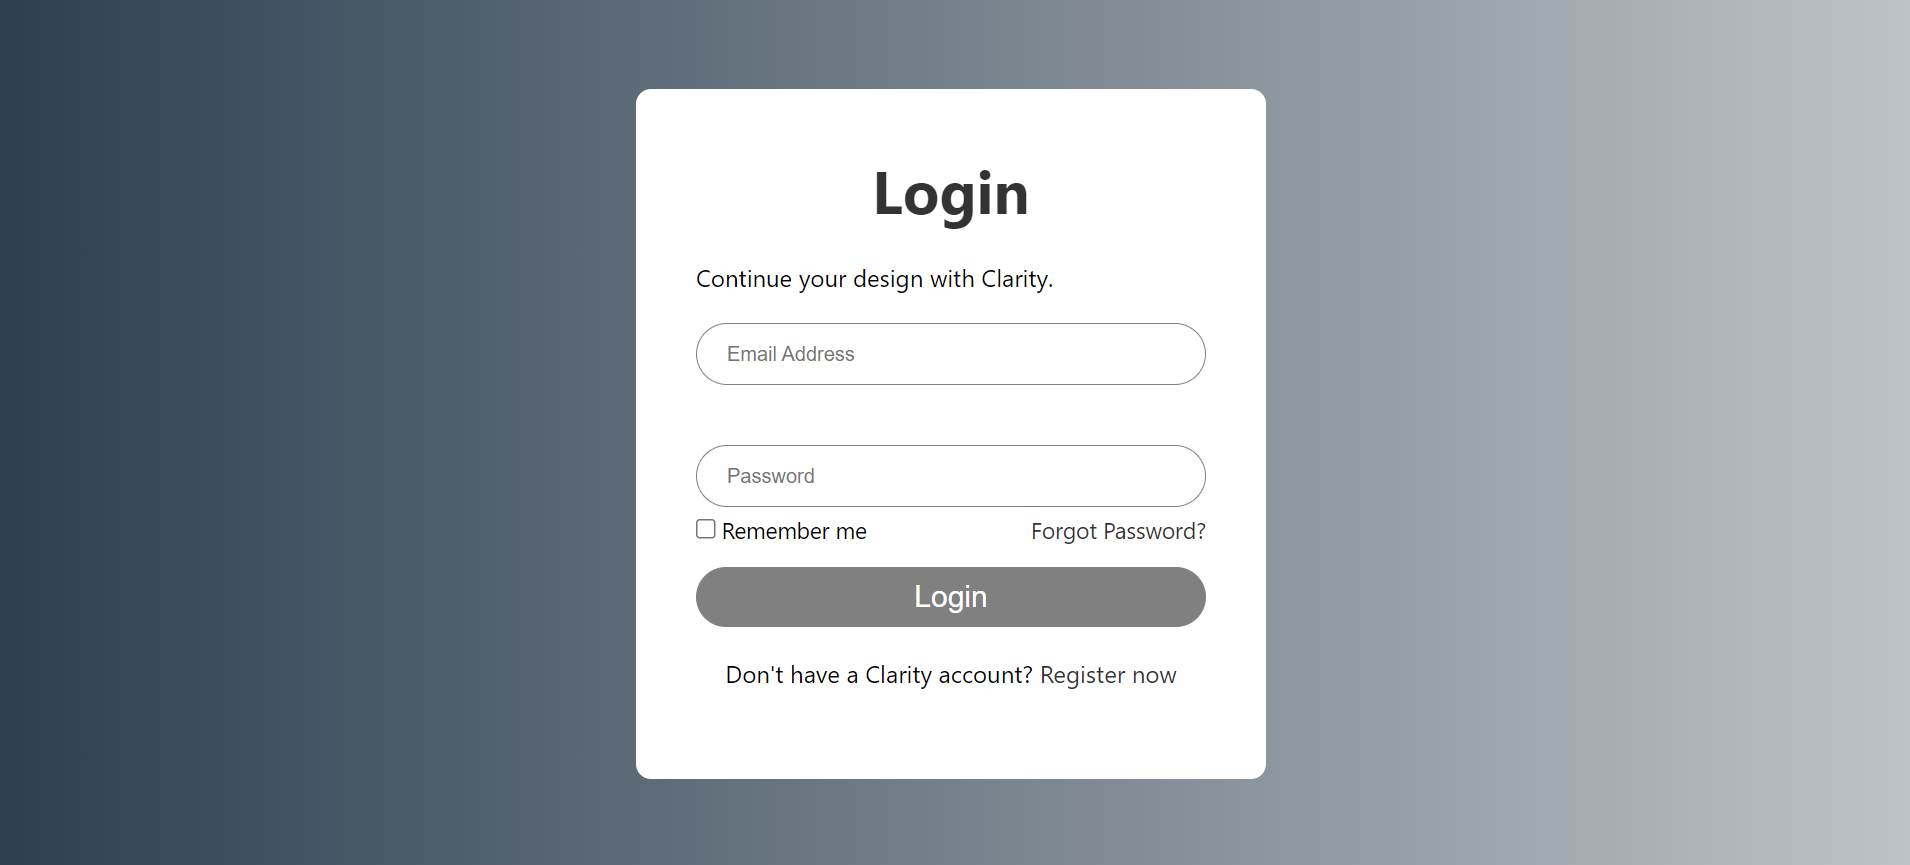 Login
Continue your design with Clarity.
Email Address
Password
Remember me Forgot Password?
Login
Don't have a Clarity account? Register now